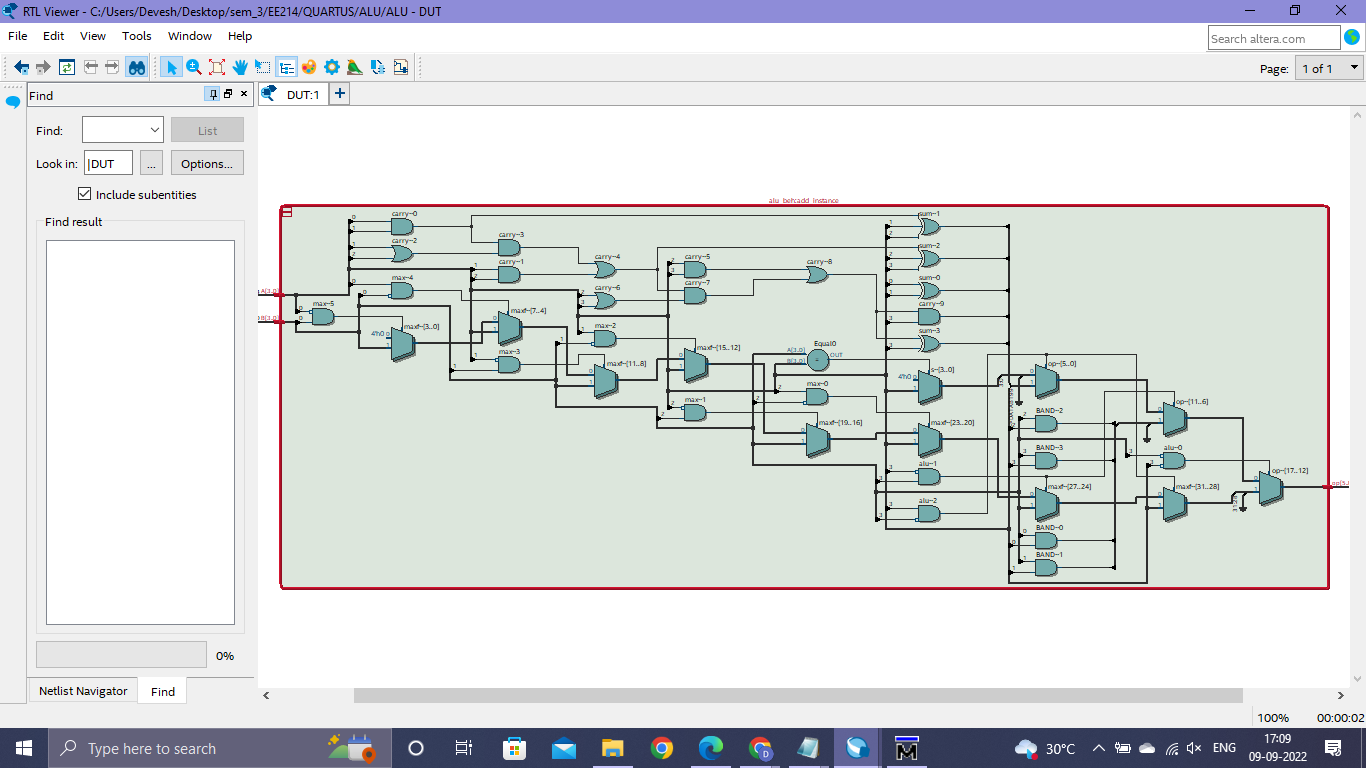 RTL Viewer - C:/Users/Devesh/Desktop/sem_3/EE214/QUARTUS/ALU/ALU - DUT
File Edit View Tools Window Help
Search altera.com
Page: 1 of 1
Find
DUT:1
Find:
List
Look in: |DUT ... Options...
Include subentities
Find result
0%
Netlist Navigator Find
carry~0
sum~1
carry~3
carry~2
sum~2
carry~4
carry~5
carry~8
carry~1
max~4
sum~0
carry~6
carry~7
max~5
carry~9
maxf~[7..4]
maxf~[3..0]
max~2
sum~3
4'h0
Equal0
maxf~[15..12]
A[3..0]
B[3..0]
OUT
max~3
maxf~[11..8]
s~[3..0]
op~[5..0]
4'h0
max~0
max~1
op~[11..6]
BAND~2
maxf~[19..16]
maxf~[23..20]
BAND~3
alu~0
alu~1
op~[17..12]
maxf~[27..24]
maxf~[31..28]
alu~2
BAND~0
BAND~1
100% 00:00:02
Type here to search
30°C
ENG
17:09
09-09-2022